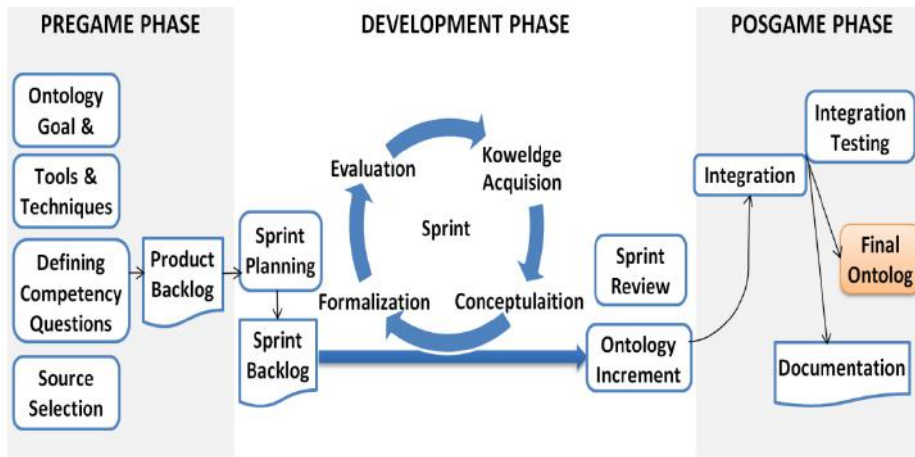 PREGAME PHASE
DEVELOPMENT PHASE
POSGAME PHASE
Ontology
Goal &
Tools &
Techniques
Defining
Competency
Questions
Source
Selection
Product
Backlog
Sprint
Planning
Sprint
Backlog
Evaluation
Koweldge
Acquision
Sprint
Formalization
Conceptulaition
Sprint
Review
Ontology
Increment
Integration
Integration
Testing
Final
Ontolog
Documentation